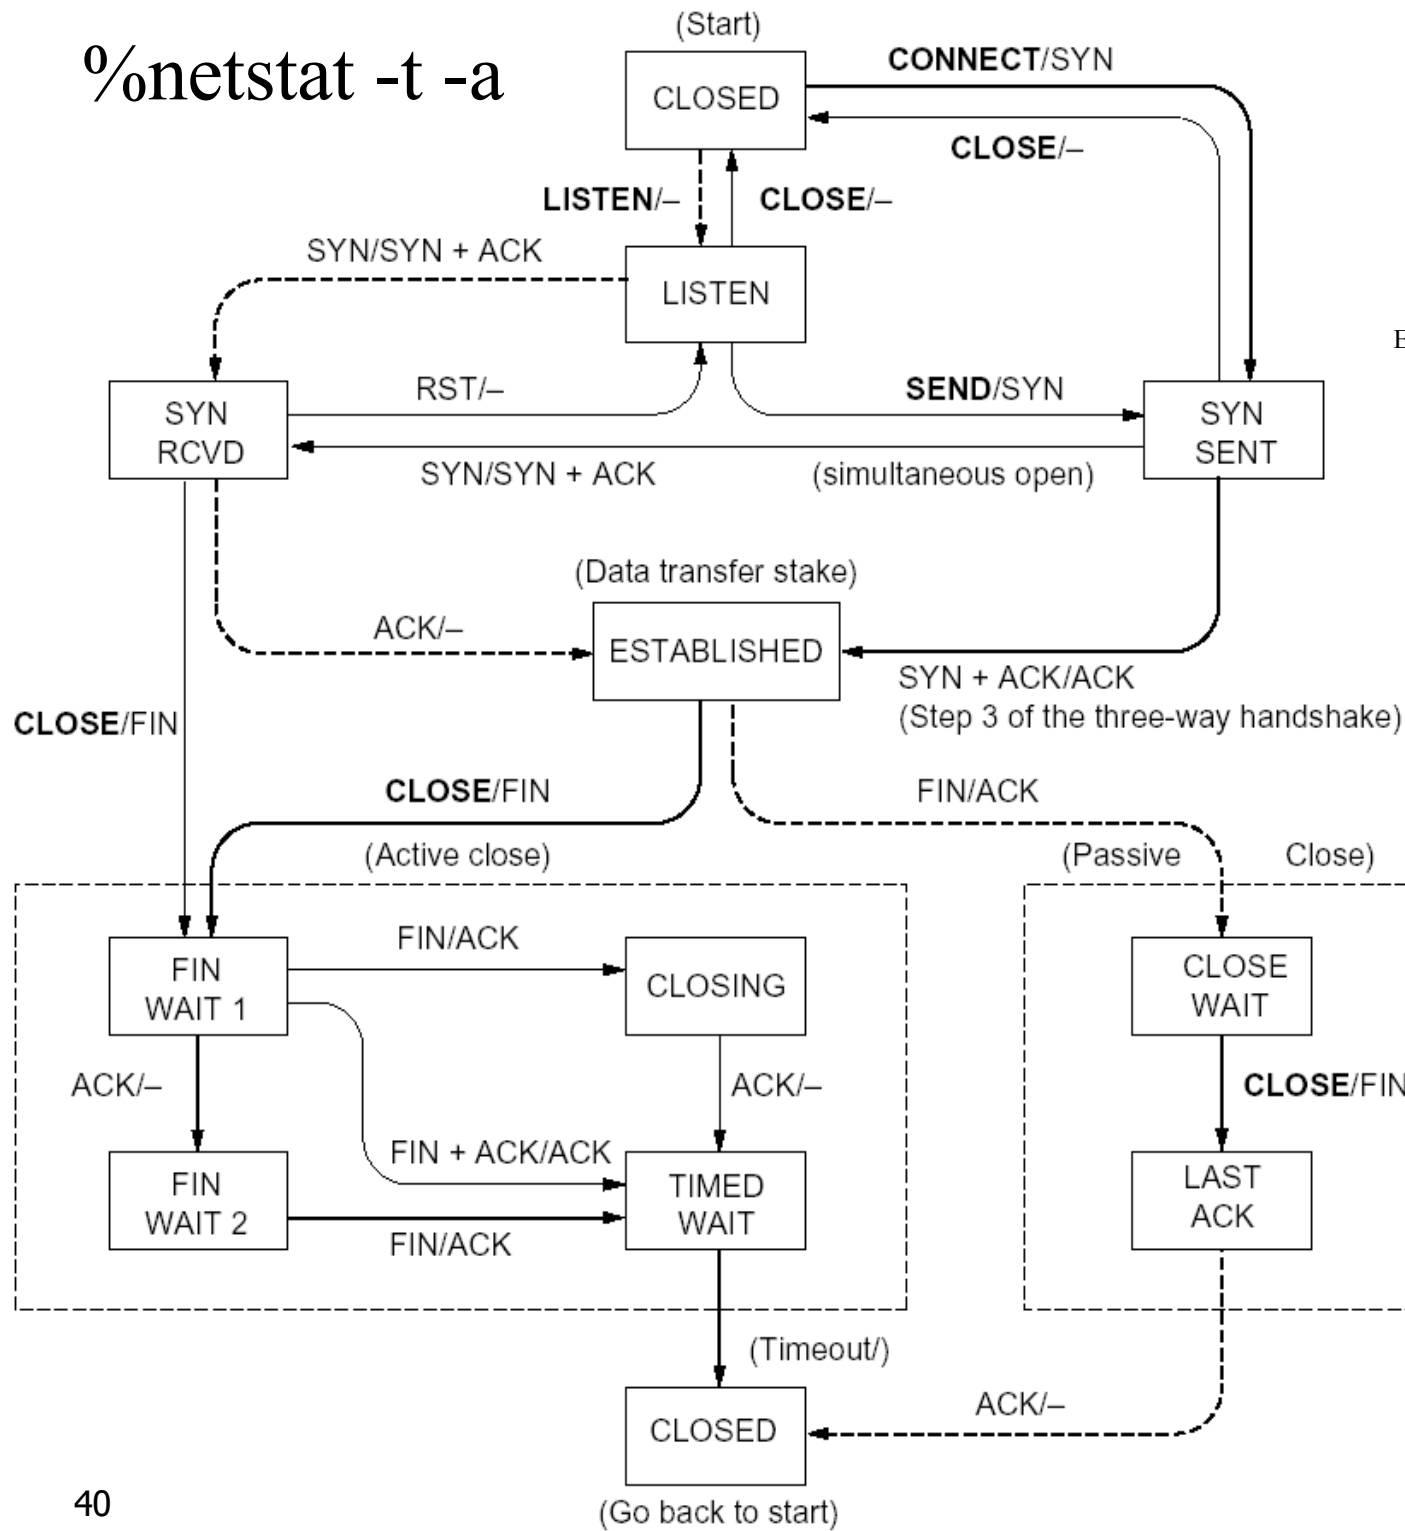 (Start)
%netstat -t -a
CONNECT/SYN
CLOSED
CLOSE/–
LISTEN/–
CLOSE/–
SYN/SYN + ACK
LISTEN
E
RST/–
SEND/SYN
SYN
RCVD
SYN
SENT
SYN/SYN + ACK
(simultaneous open)
(Data transfer stake)
ACK/–
ESTABLISHED
SYN + ACK/ACK
(Step 3 of the three-way handshake)
CLOSE/FIN
CLOSE/FIN
FIN/ACK
(Active close)
(Passive
Close)
FIN/ACK
FIN
WAIT 1
CLOSING
CLOSE
WAIT
ACK/–
ACK/–
CLOSE/FIN
FIN + ACK/ACK
FIN
WAIT 2
TIMED
WAIT
LAST
ACK
FIN/ACK
(Timeout/)
ACK/–
CLOSED
40
(Go back to start)